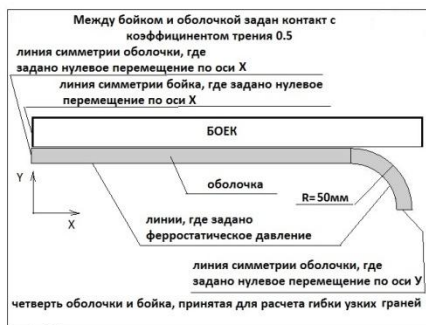 Между бойком и оболочкой задан контакт с
коэффицинентом трения 0.5
линия симметрии оболочки, где
задано нулевое перемещение по оси X
линия симметрии бойка, где задано нулевое
перемещение по оси X
БОЕК
Y
X
оболочка
R=50мм
линии, где задано
ферростатическое давление
линия симметрии оболочки, где
задано нулевое перемещение по оси У
четверть оболочки и бойка, принятая для расчета гибки узких граней